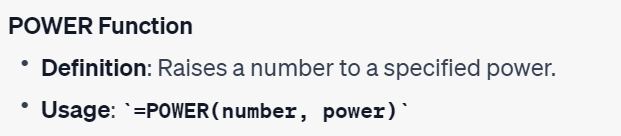 POWER Function
• Definition: Raises a number to a specified power.
• Usage: `=POWER(number, power)`